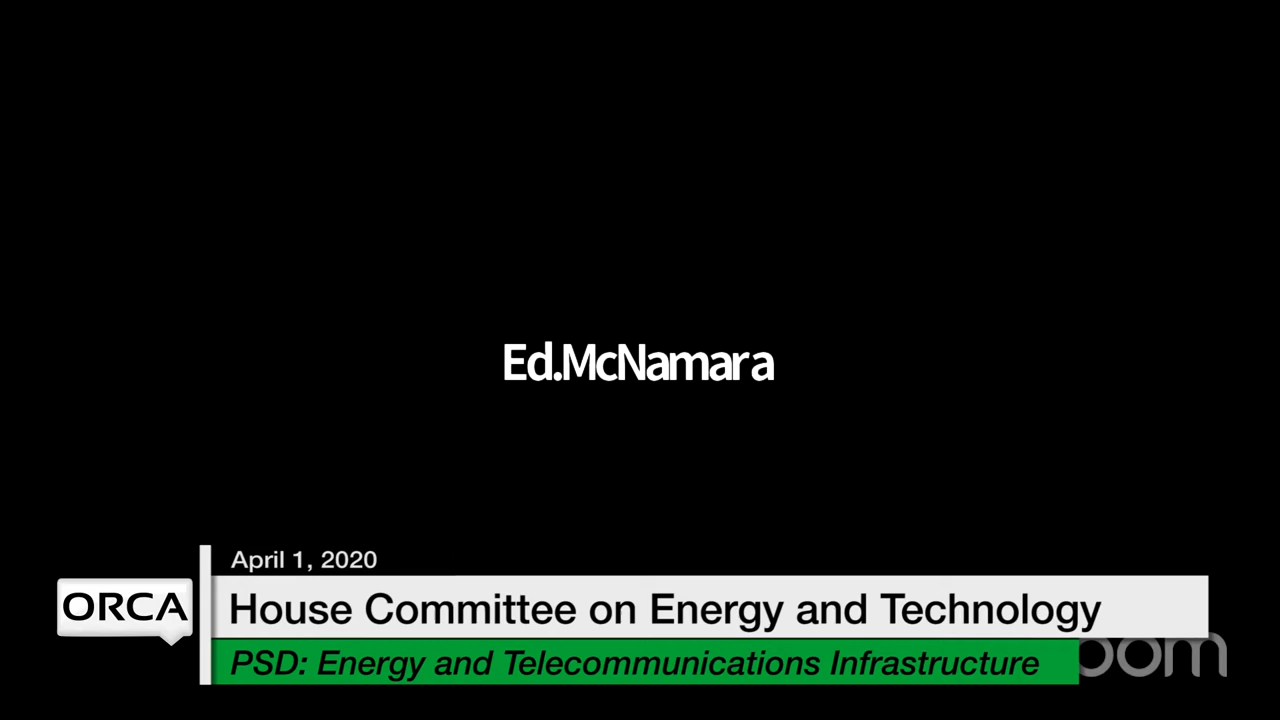 Ed.McNamara
April 1, 2020
ORCA
House Committee on Energy and Technology
PSD: Energy and Telecommunications Infrastructure